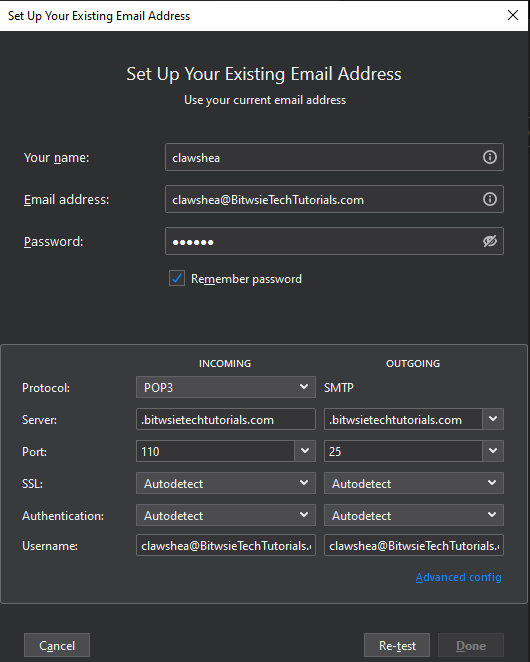 Set Up Your Existing Email Address
Set Up Your Existing Email Address
Use your current email address
Your name: clawshea
Email address: clawshea@BitwsieTechTutorials.com
Password: ●●●●●●
Remember password
INCOMING OUTGOING
Protocol: POP3 SMTP
Server: .bitwsietechtutorials.com .bitwsietechtutorials.com
Port: 110 25
SSL: Autodetect Autodetect
Authentication: Autodetect Autodetect
Username: clawshea@BitwsieTechTutorials. clawshea@BitwsieTechTutorials.
Advanced config
Cancel Re-test Done